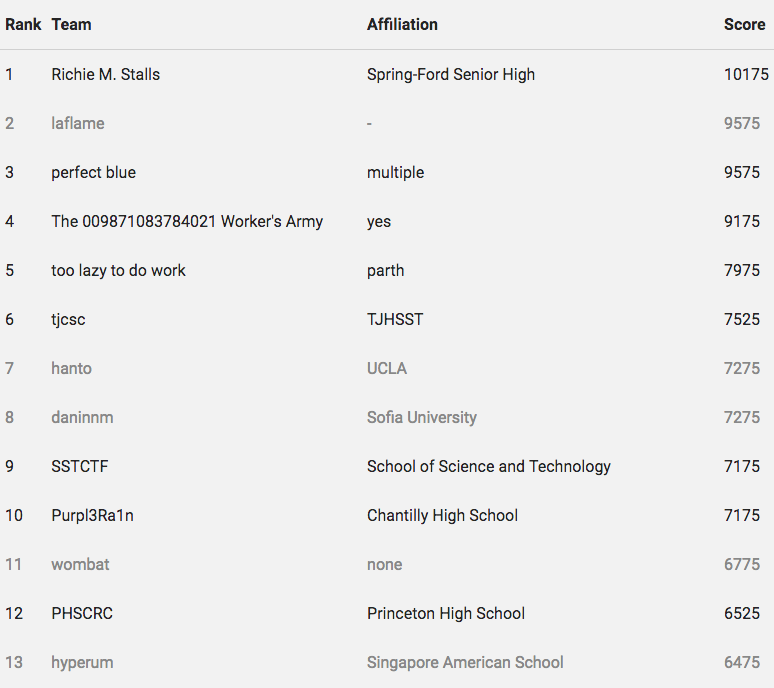 Rank Team Affiliation Score
1 Richie M. Stalls Spring-Ford Senior High 10175
2 laflame - 9575
3 perfect blue multiple 9575
4 The 009871083784021 Worker's Army yes 9175
5 too lazy to do work parth 7975
6 tjcsc TJHSST 7525
7 hanto UCLA 7275
8 daninnm Sofia University 7275
9 SSTCTF School of Science and Technology 7175
10 Purpl3Ra1n Chantilly High School 7175
11 wombat none 6775
12 PHSCRC Princeton High School 6525
13 hyperum Singapore American School 6475